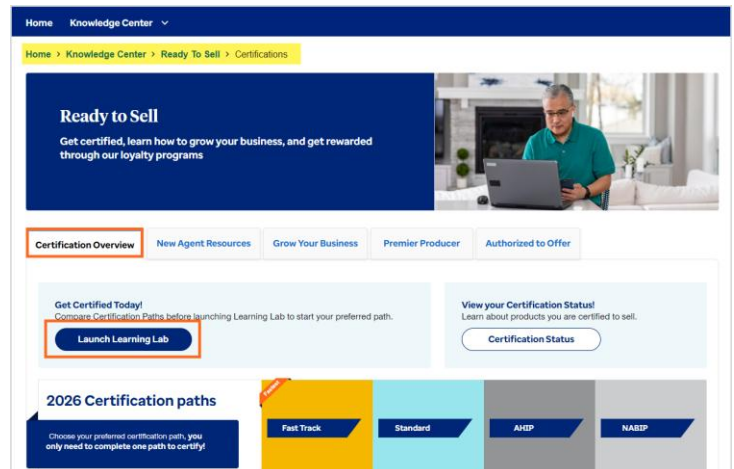 Home Knowledge Center
Home > Knowledge Center > Ready To Sell > Certifications
Ready to Sell
Get certified, learn how to grow your business, and get rewarded
through our loyalty programs
Certification Overview New Agent Resources Grow Your Business Premier Producer Authorized to Offer
Get Certified Today!
Compare Certification Paths before launching Learning Lab to start your preferred path.
Launch Learning Lab
View your Certification Status!
Learn about products you are certified to sell.
Certification Status
2026 Certification paths
Choose your preferred certification path, you
only need to complete one path to certify!
Fastest
Fast Track Standard AHIP NABIP